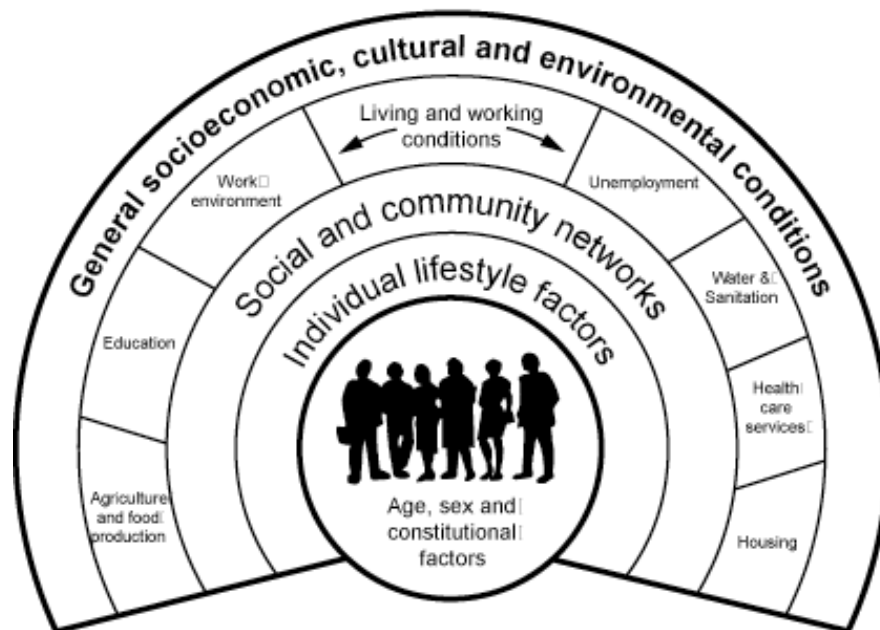 General socioeconomic, cultural and environmental conditions
Living and working
conditions
Work
environment
Unemployment
Education
Water &
Sanitation
Agriculture
and food
production
Health
care
services
Housing
Social and community networks
Individual lifestyle factors
Age, sex and
constitutional
factors